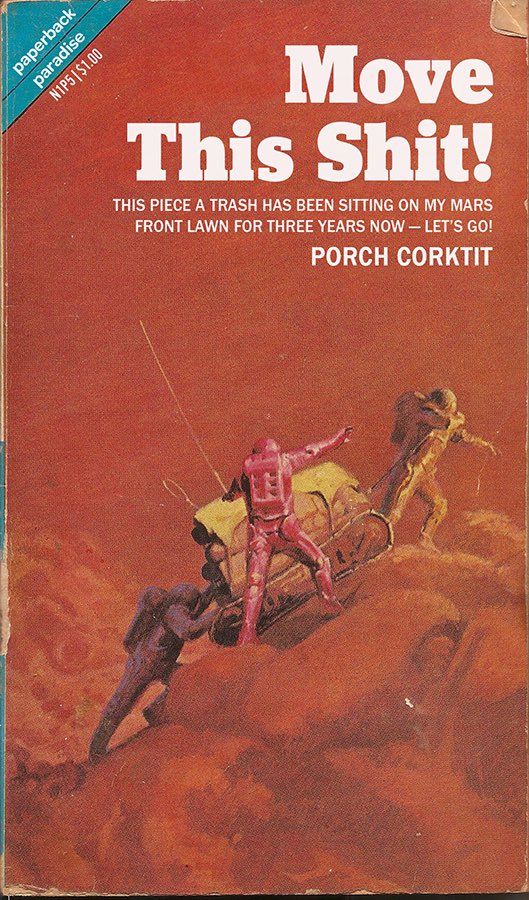 paperback
paradise
N1P5 | $1.00
Move
This Shit!
THIS PIECE A TRASH HAS BEEN SITTING ON MY MARS
FRONT LAWN FOR THREE YEARS NOW — LET'S GO!
PORCH CORKTIT